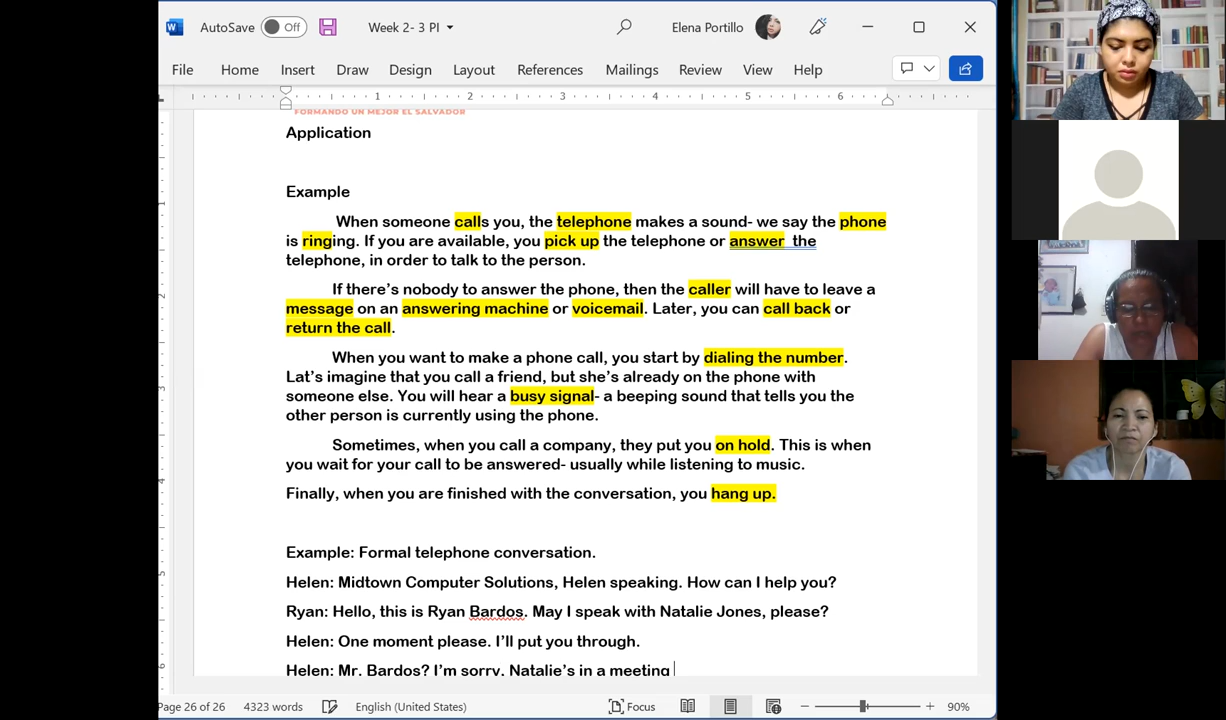 AutoSave Off Week 2- 3 PI Elena Portillo
File Home Insert Draw Design Layout References Mailings Review View Help
1 2 3 4 5 6
FORMANDO UN MEJOR EL SALVADOR
Application
Example
When someone calls you, the telephone makes a sound- we say the phone
is ringing. If you are available, you pick up the telephone or answer the
telephone, in order to talk to the person.
If there's nobody to answer the phone, then the caller will have to leave a
message on an answering machine or voicemail. Later, you can call back or
return the call.
When you want to make a phone call, you start by dialing the number.
Lat's imagine that you call a friend, but she's already on the phone with
someone else. You will hear a busy signal- a beeping sound that tells you the
other person is currently using the phone.
Sometimes, when you call a company, they put you on hold. This is when
you wait for your call to be answered- usually while listening to music.
Finally, when you are finished with the conversation, you hang up.
Example: Formal telephone conversation.
Helen: Midtown Computer Solutions, Helen speaking. How can I help you?
Ryan: Hello, this is Ryan Bardos. May I speak with Natalie Jones, please?
Helen: One moment please. I'll put you through.
Helen: Mr. Bardos? I'm sorry, Natalie's in a meeting
Page 26 of 26 4323 words English (United States) Focus 90%